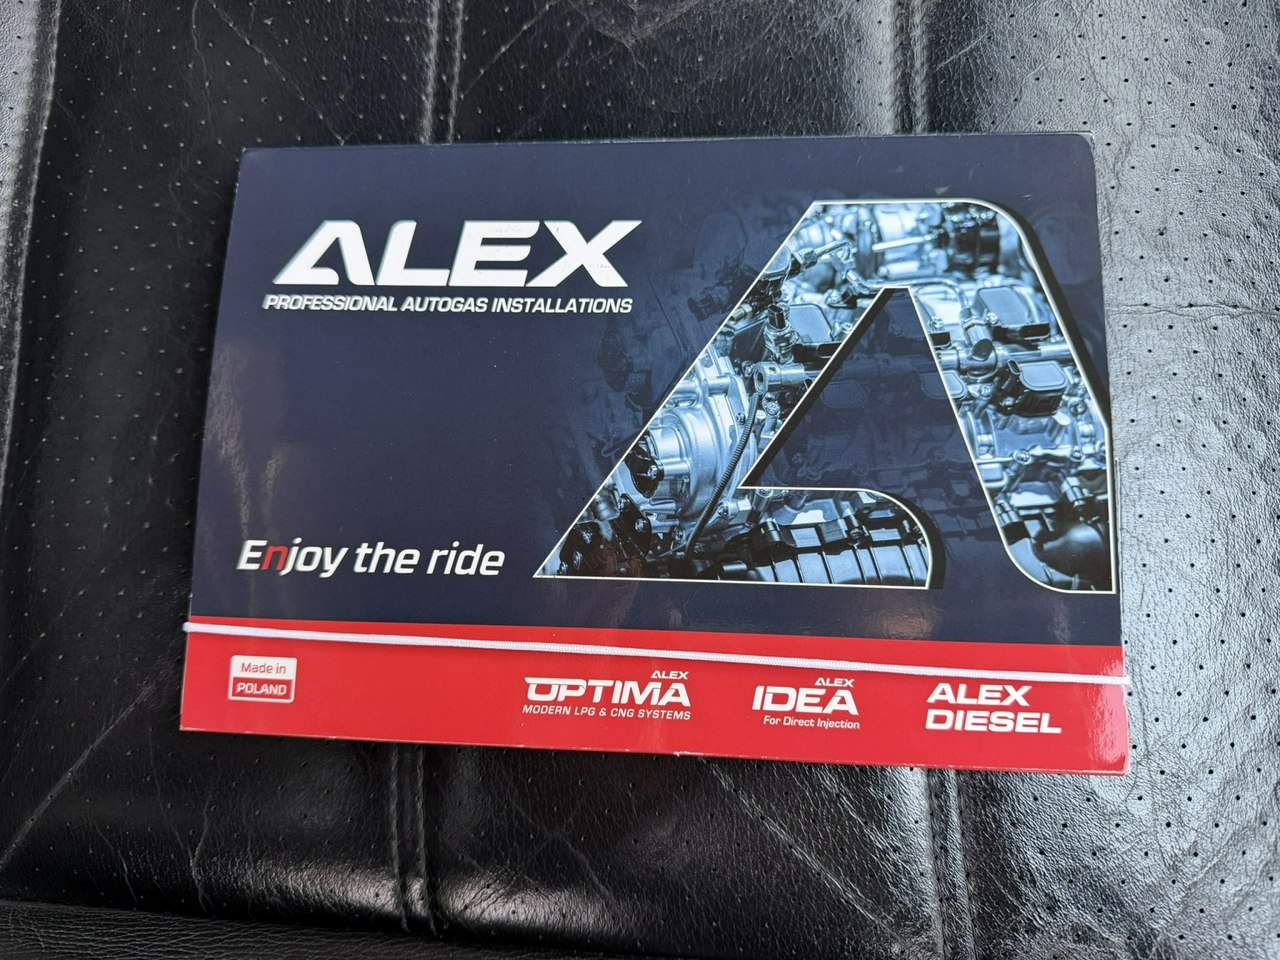 ALEX
PROFESSIONAL AUTOGAS INSTALLATIONS
Enjoy the ride
Made in
POLAND
ALEX
OPTIMA
MODERN LPG & CNG SYSTEMS
ALEX
IDEA
For Direct Injection
ALEX
DIESEL